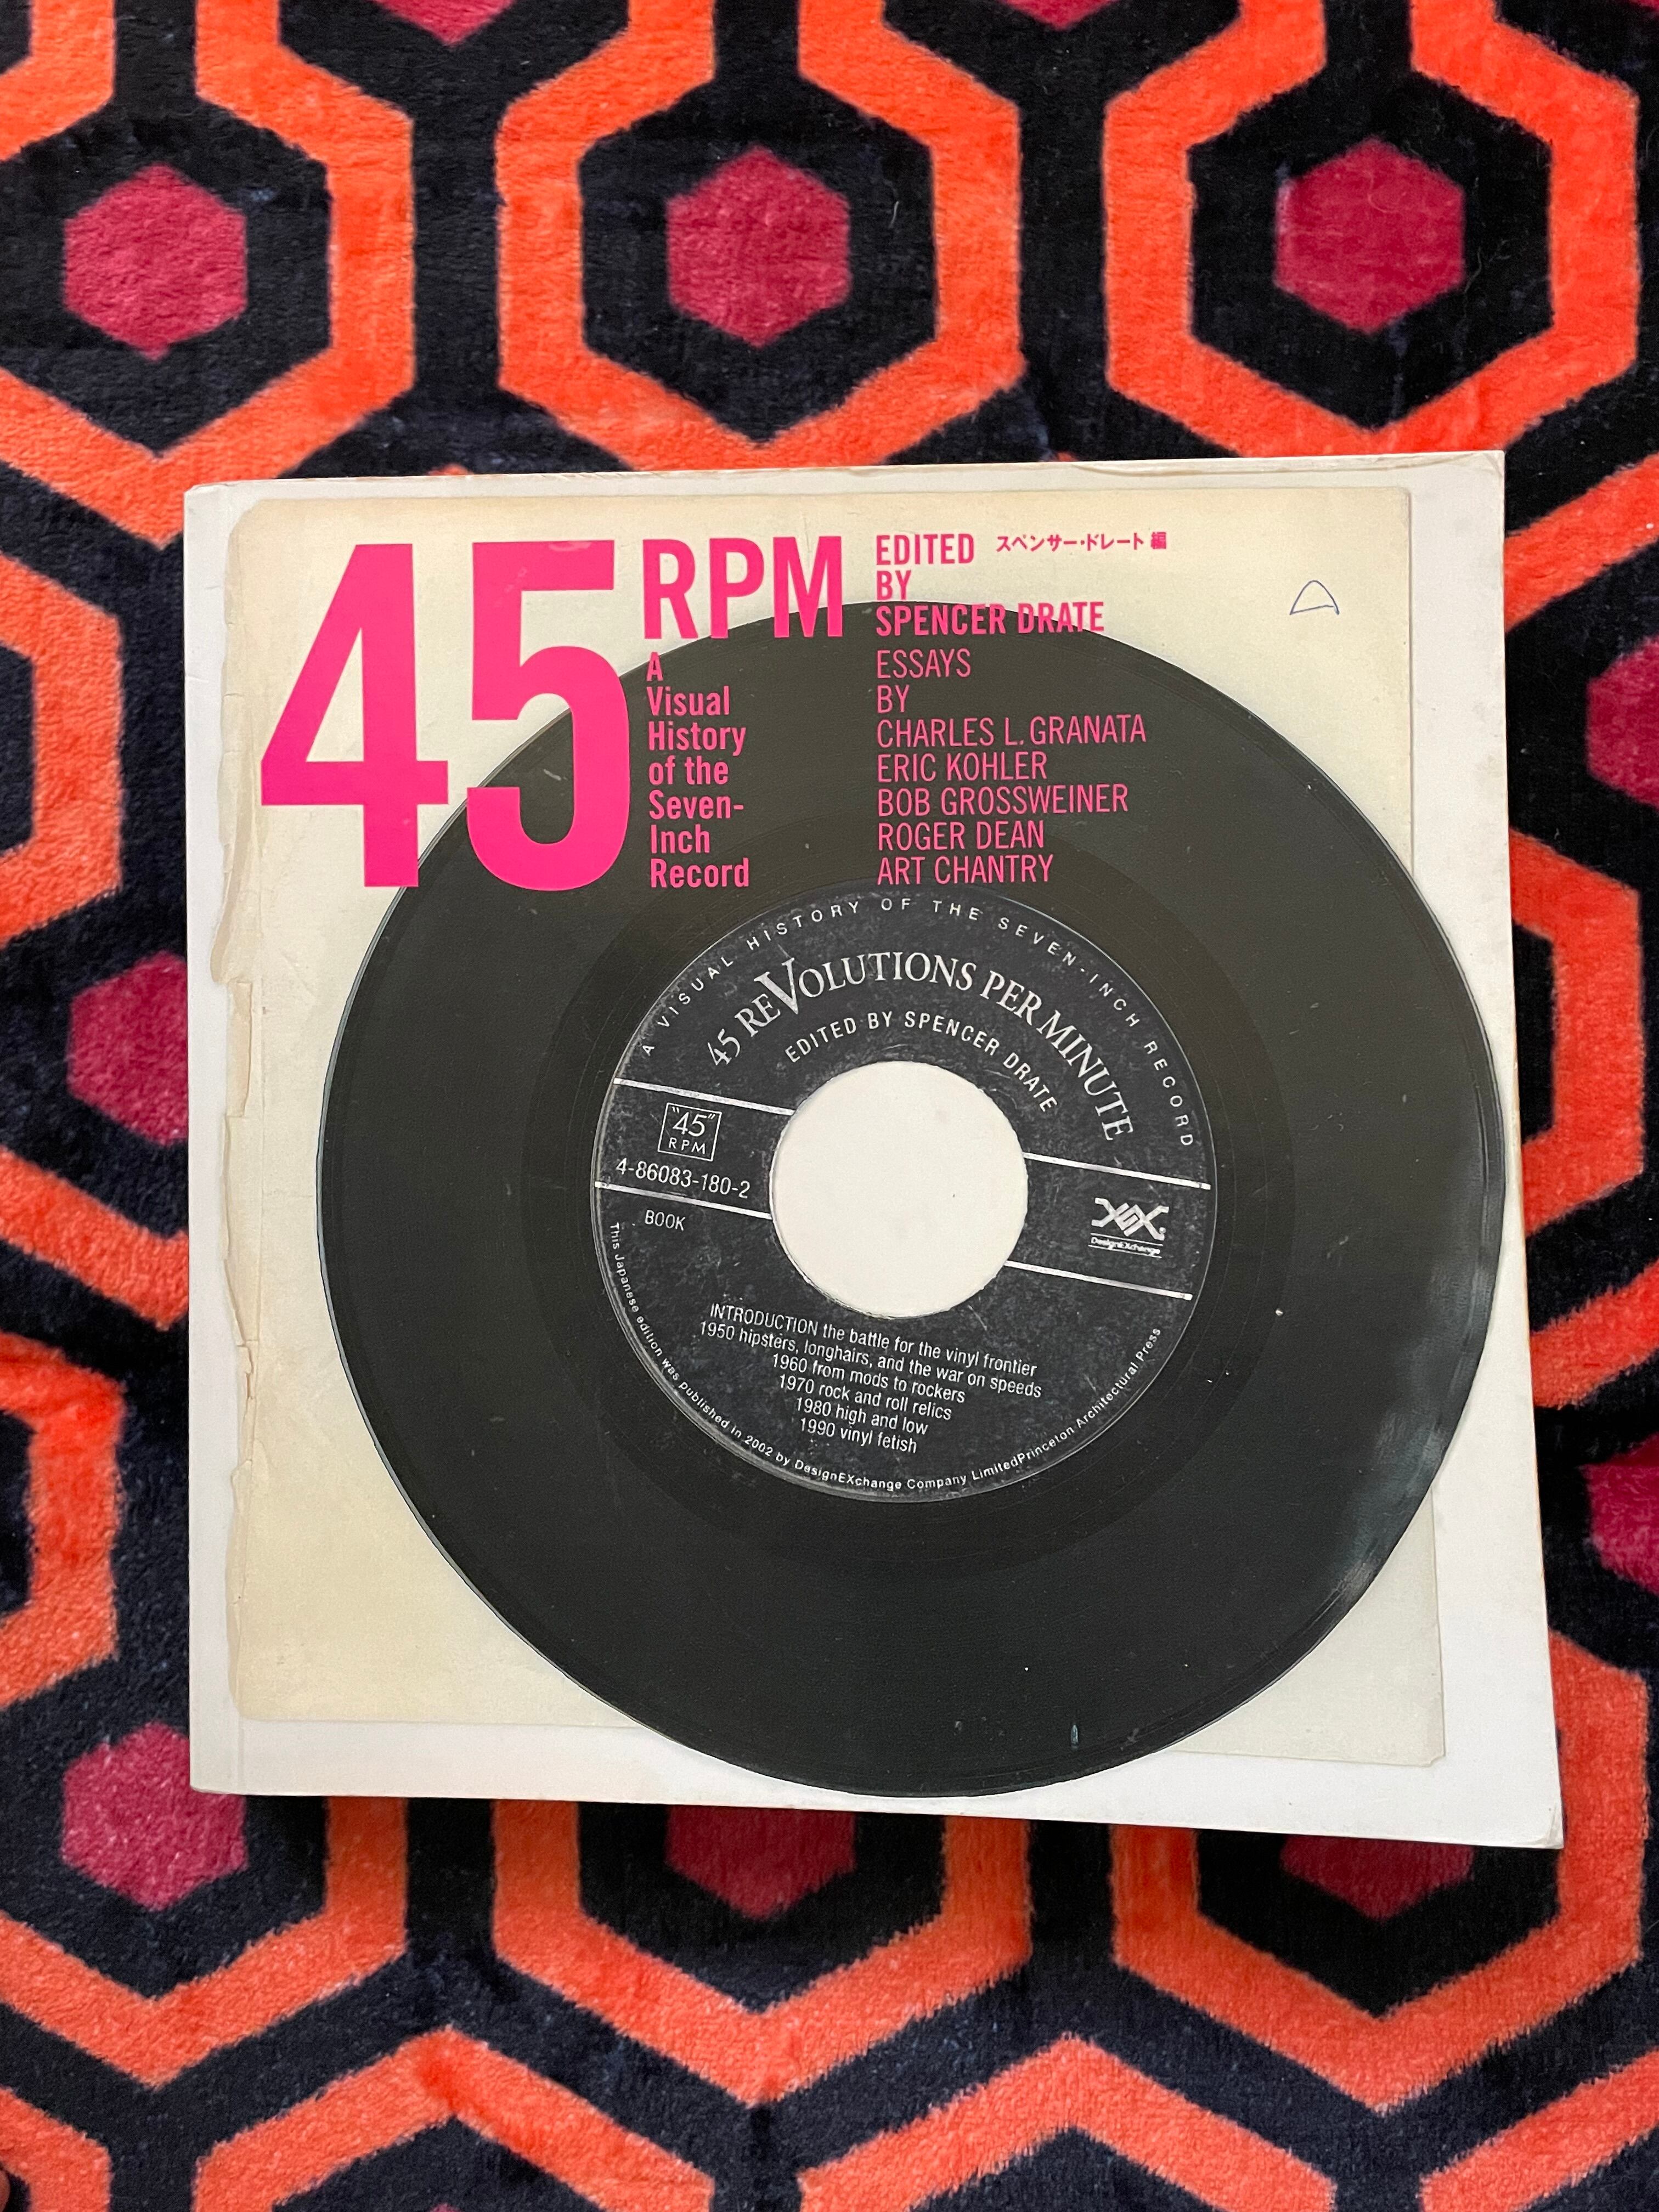 45
RPM
A
Visual
History
of the
Seven-
Inch
Record
EDITED
BY
SPENCER DRATE
スペンサー・ドレート 編
ESSAYS
BY
CHARLES L. GRANATA
ERIC KOHLER
BOB GROSSWEINER
ROGER DEAN
ART CHANTRY
A VISUAL HISTORY OF THE SEVEN-INCH RECORD
45 REVOLUTIONS PER MINUTE
EDITED BY SPENCER DRATE
"45"
RPM
4-86083-180-2
BOOK
DesignEXchange
INTRODUCTION the battle for the vinyl frontier
1950 hipsters, longhairs, and the war on speeds
1960 from mods to rockers
1970 rock and roll relics
1980 high and low
1990 vinyl fetish
This Japanese edition was published in 2002 by DesignEXchange Company LimitedPrinceton Architectural Press